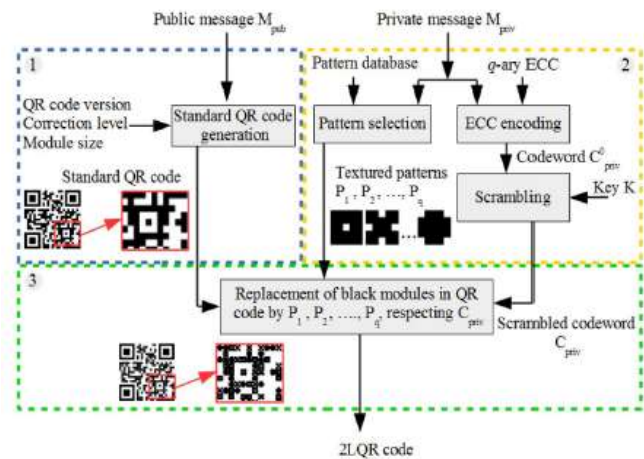 Public message M_pub
Private message M_priv
1
2
Pattern database
q-ary ECC
QR code version
Correction level
Module size
Standard QR code
generation
Pattern selection
ECC encoding
Codeword C⁰_priv
Standard QR code
Textured patterns
P_1 , P_2 , ..., P_q
Scrambling
Key K
...
3
Replacement of black modules in QR
code by P_1 , P_2 , ...., P_q, respecting C_priv
Scrambled codeword
C_priv
2LQR code